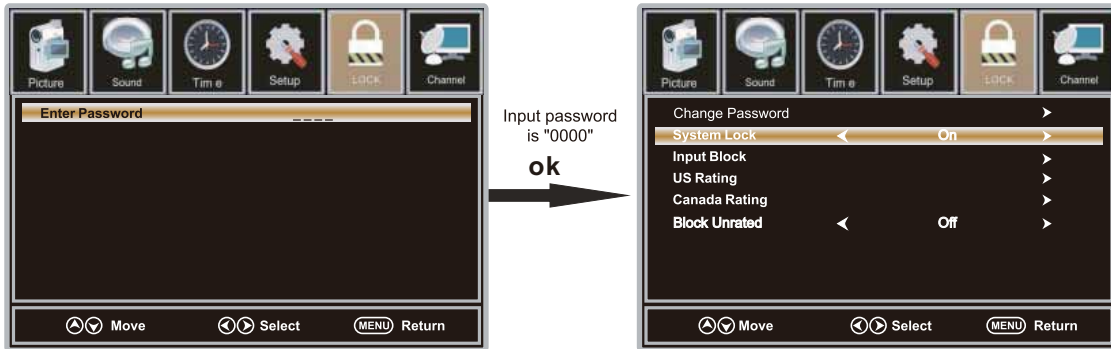 Picture Sound Tim e Setup LOCK Channel
Enter Password _ _ _ _
Move Select MENU Return
Input password
is "0000"
ok
Picture Sound Tim e Setup LOCK Channel
Change Password
System Lock On
Input Block
US Rating
Canada Rating
Block Unrated Off
Move Select MENU Return